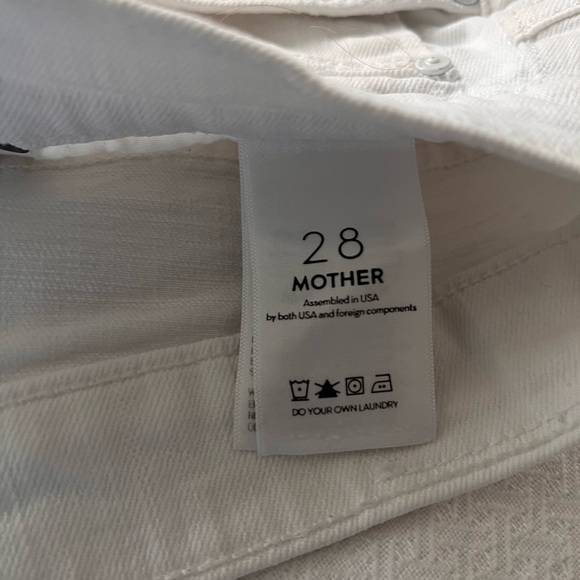 28
MOTHER
Assembled in USA
by both USA and foreign components
DO YOUR OWN LAUNDRY